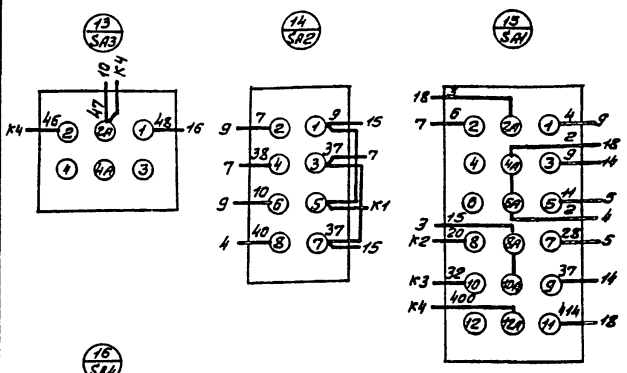 13
SA3
14
SA2
15
SA1
10 K4
47
K4 46 2 2A 1 48 16
4 4A 3
9 7 2 1 9 15
7 38 4 3 37 7
9 10 6 5 K1
4 40 8 7 37 15
18 3
7 6 2 2A 1 4 9
2 18
4 4A 3 9 14
6 6A 5 11 5
2 4
3 15
K2 20 8 8A 7 28 5
K3 32 10 10A 9 37 14
K4 400
12 12A 11 414 18
16
SA4